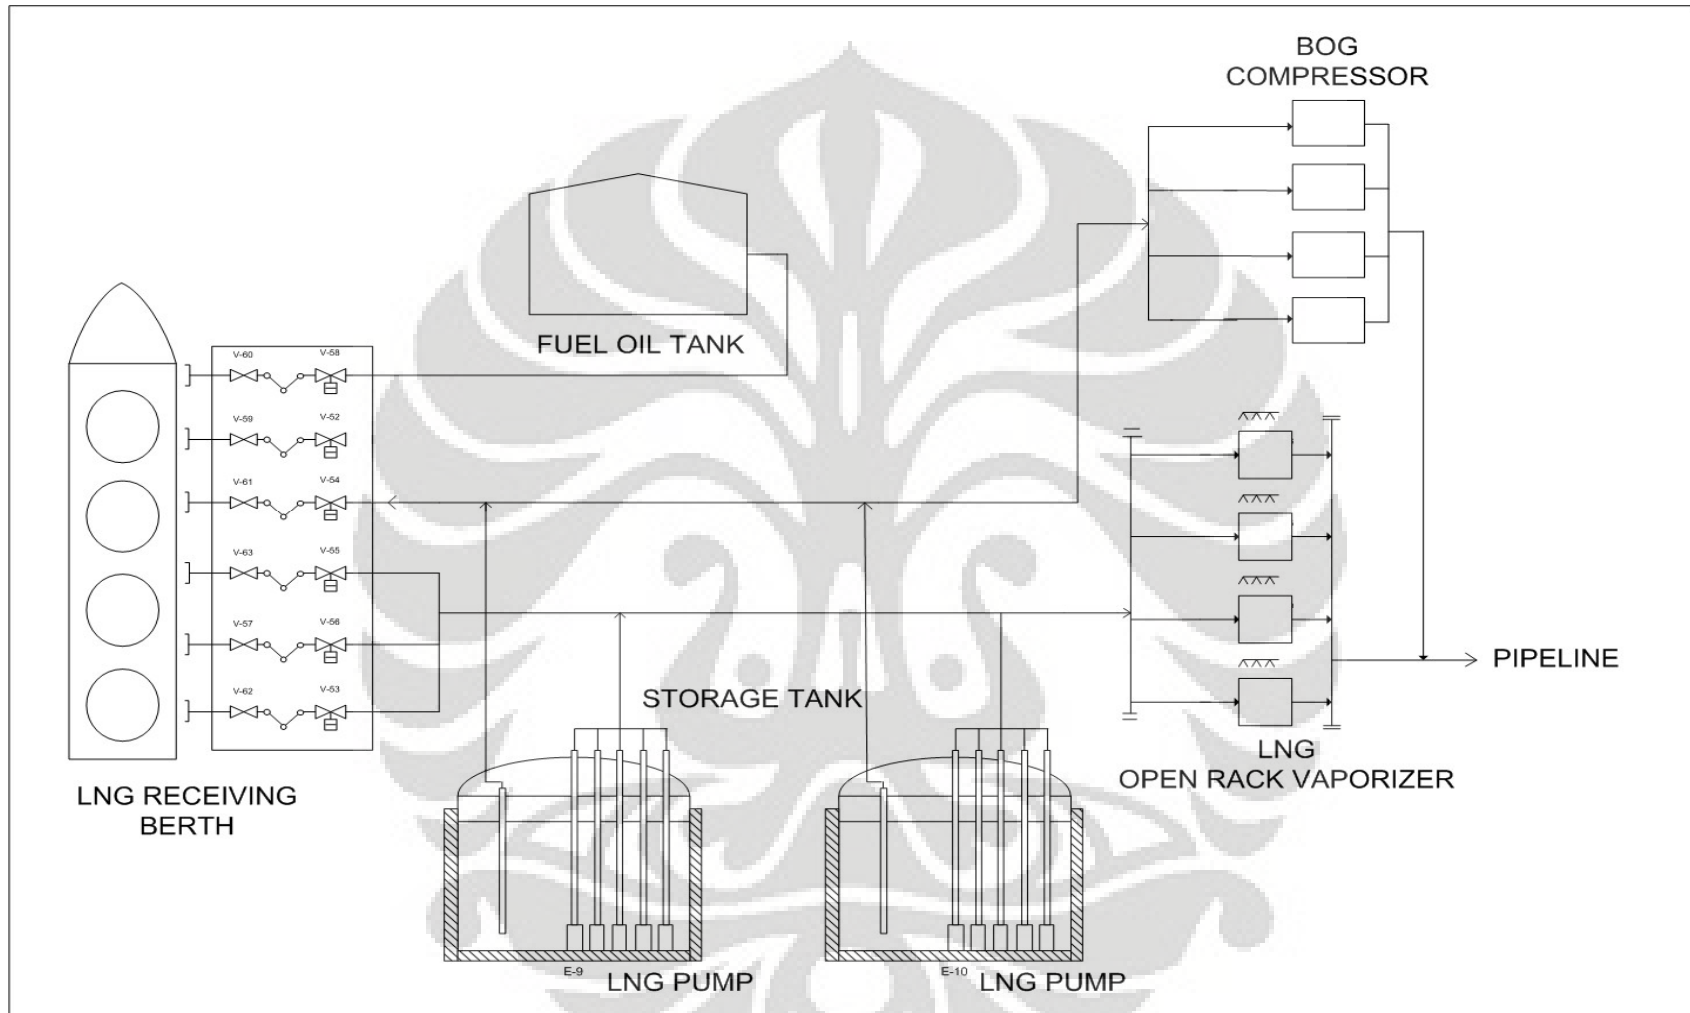 BOG
COMPRESSOR
FUEL OIL TANK
V-60 V-58
V-59 V-52
V-61 V-54
V-63 V-55
V-57 V-56
V-62 V-53
LNG RECEIVING
BERTH
STORAGE TANK
PIPELINE
LNG
OPEN RACK VAPORIZER
E-9
LNG PUMP
E-10
LNG PUMP